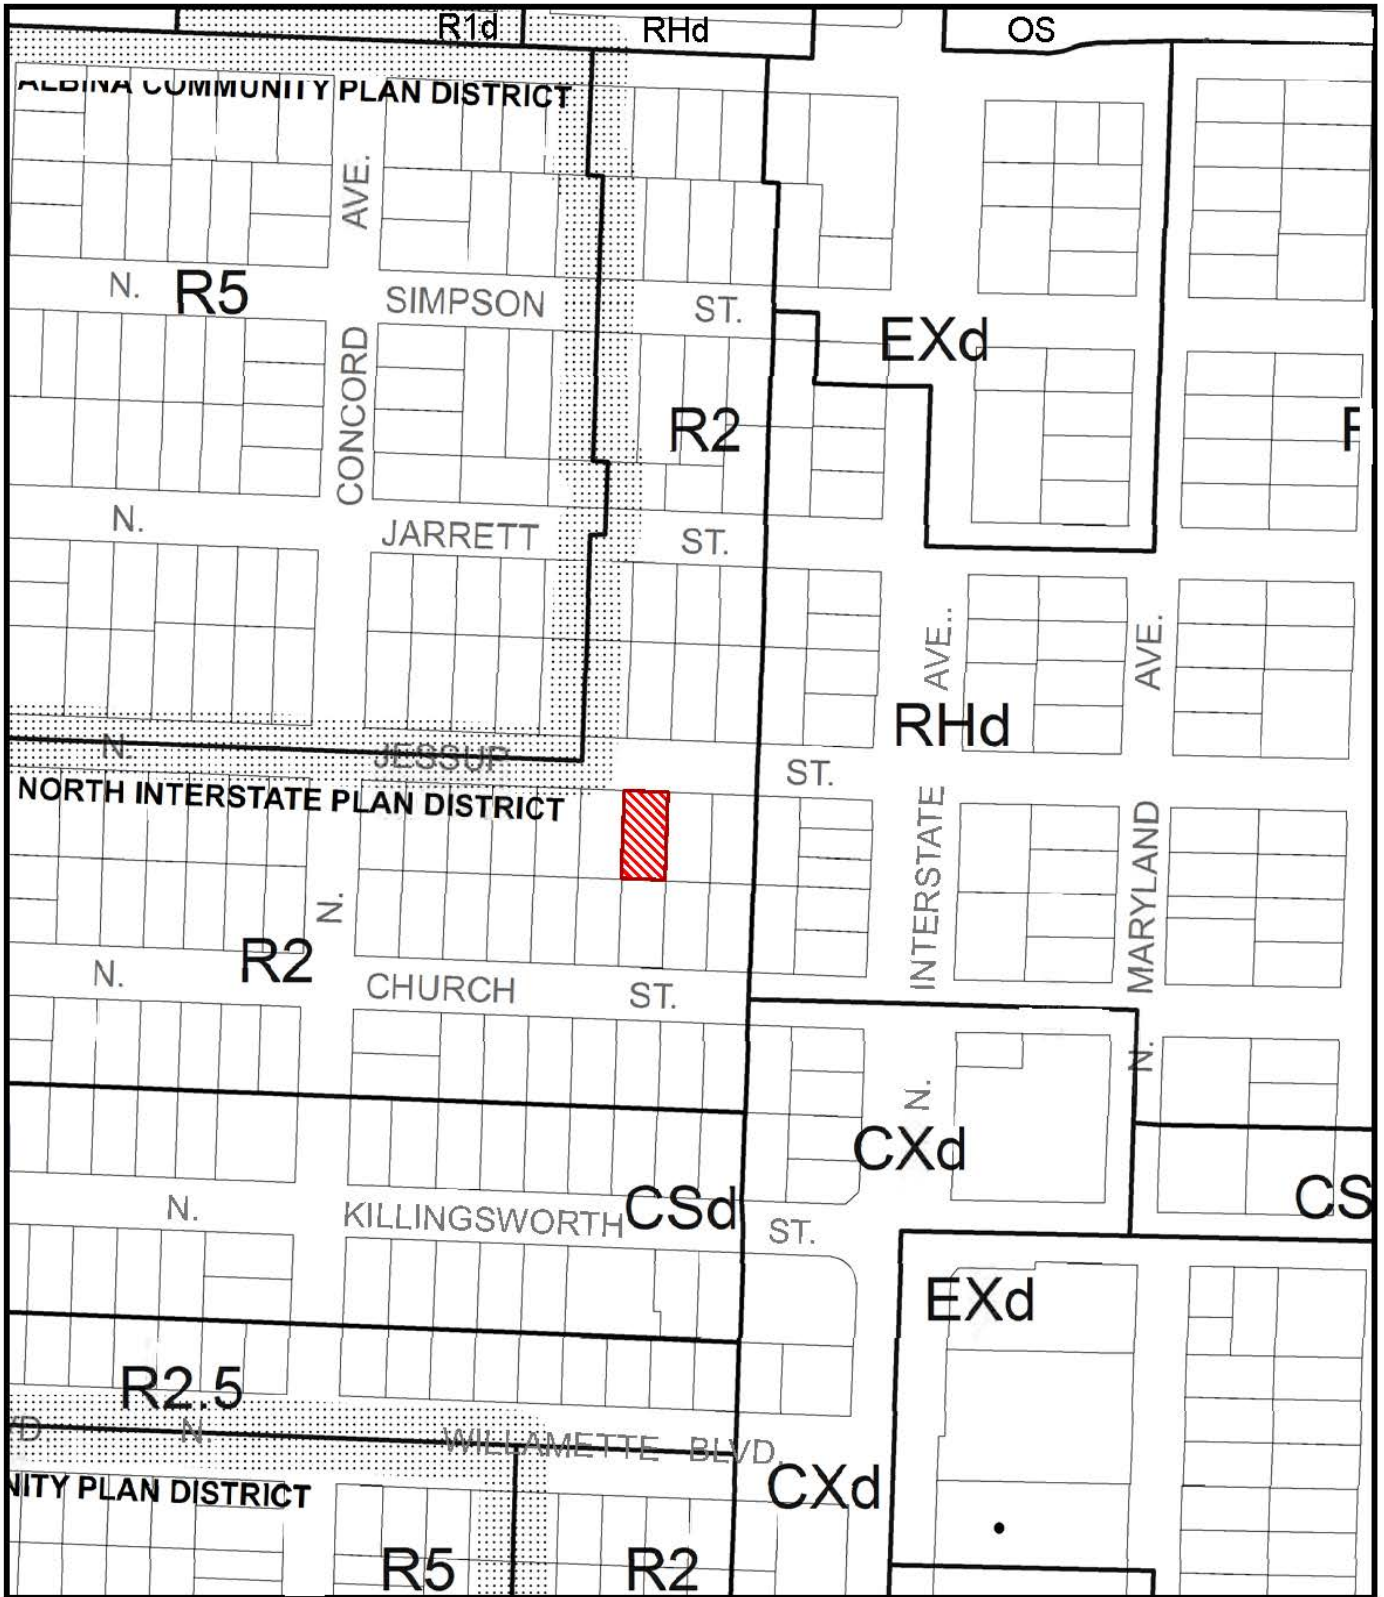 R1d
RHd
OS
ALBINA COMMUNITY PLAN DISTRICT
AVE.
N.
R5
SIMPSON
ST.
EXd
CONCORD
R2
N.
JARRETT
ST.
AVE..
AVE.
RHd
N.
JESSUP
ST.
NORTH INTERSTATE PLAN DISTRICT
INTERSTATE
MARYLAND
N.
R2
N.
CHURCH
ST.
N.
N.
CXd
CSd
CS
N.
KILLINGSWORTH
ST.
EXd
R2.5
N.
WILLAMETTE BLVD.
CXd
NITY PLAN DISTRICT
R5
R2